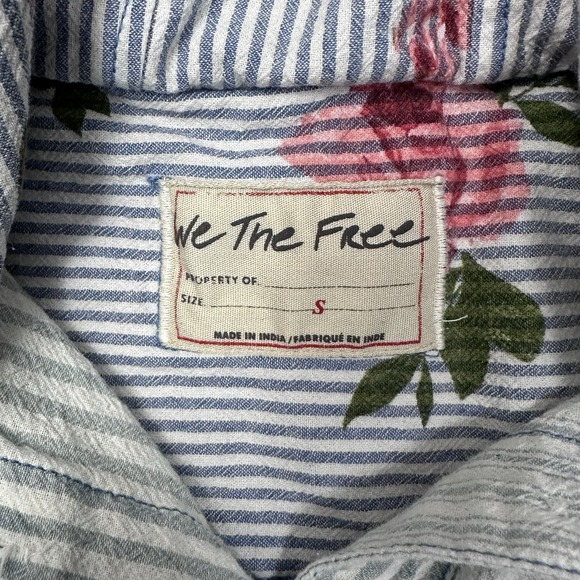 We The Free
PROPERTY OF
SIZE S
MADE IN INDIA/FABRIQUÉ EN INDE